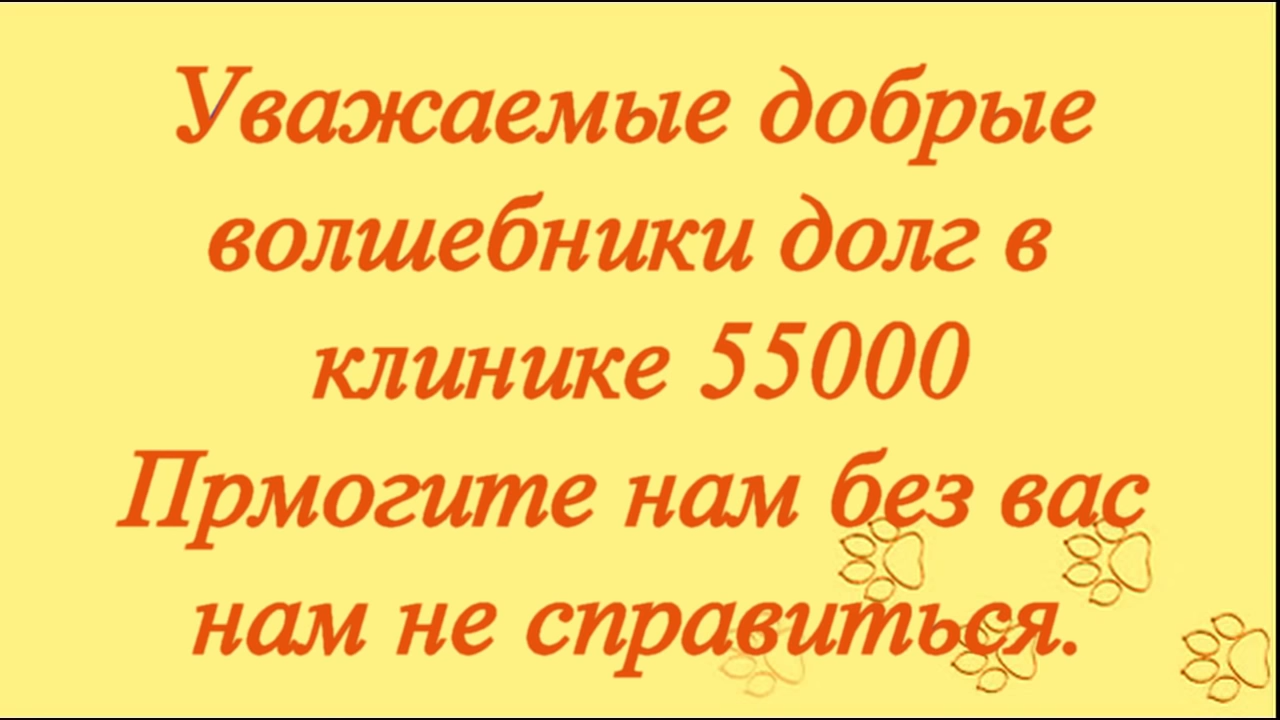 Уважаемые добрые
волшебники долг в
клинике 55000
Прмогите нам без вас
нам не справиться.